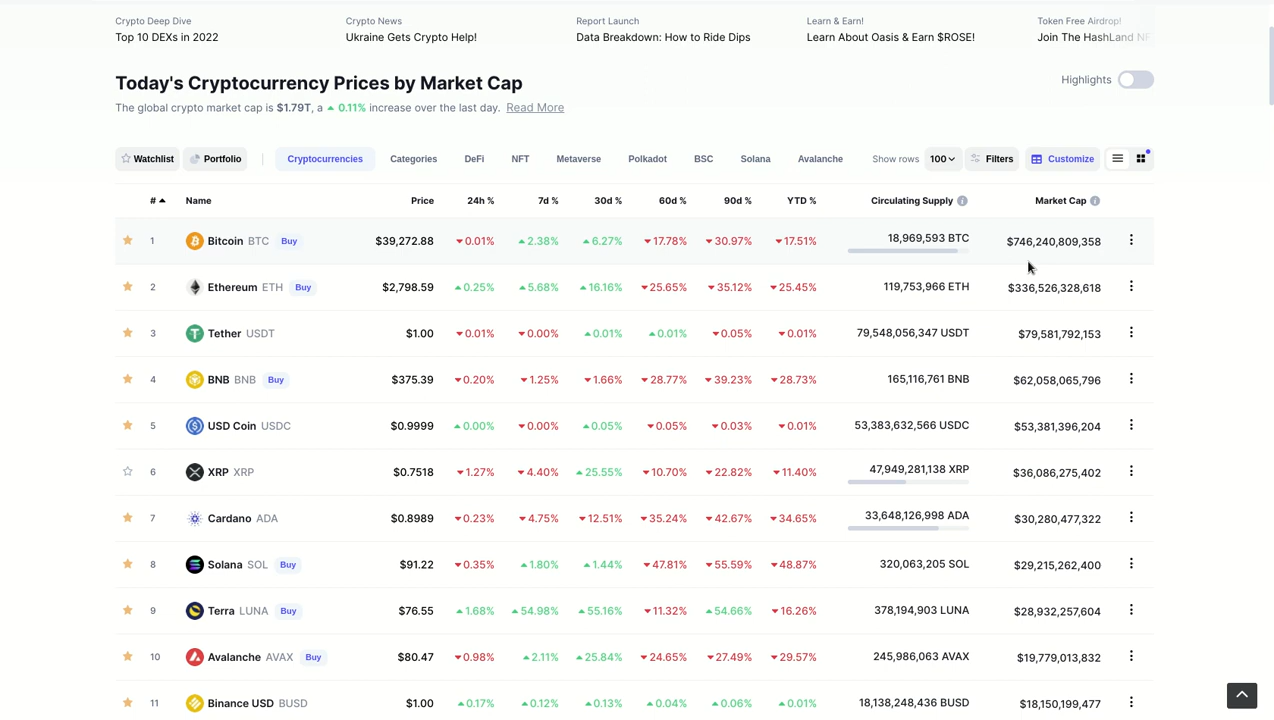 Crypto Deep Dive Crypto News Report Launch Learn & Earn! Token Free Airdrop!
Top 10 DEXs in 2022 Ukraine Gets Crypto Help! Data Breakdown: How to Ride Dips Learn About Oasis & Earn $ROSE! Join The HashLand NF
Today's Cryptocurrency Prices by Market Cap Highlights
The global crypto market cap is $1.79T, a ▲ 0.11% increase over the last day. Read More
Watchlist Portfolio Cryptocurrencies Categories DeFi NFT Metaverse Polkadot BSC Solana Avalanche Show rows 100 Filters Customize
# ▲ Name Price 24h % 7d % 30d % 60d % 90d % YTD % Circulating Supply Market Cap
1 Bitcoin BTC Buy $39,272.88 ▼0.01% ▲2.38% ▲6.27% ▼17.78% ▼30.97% ▼17.51% 18,969,593 BTC $746,240,809,358
2 Ethereum ETH Buy $2,798.59 ▲0.25% ▲5.68% ▲16.16% ▼25.65% ▼35.12% ▼25.45% 119,753,966 ETH $336,526,328,618
3 Tether USDT $1.00 ▼0.01% ▼0.00% ▲0.01% ▲0.01% ▼0.05% ▼0.01% 79,548,056,347 USDT $79,581,792,153
4 BNB BNB Buy $375.39 ▼0.20% ▼1.25% ▼1.66% ▼28.77% ▼39.23% ▼28.73% 165,116,761 BNB $62,058,065,796
5 USD Coin USDC $0.9999 ▲0.00% ▼0.00% ▲0.05% ▼0.05% ▼0.03% ▼0.01% 53,383,632,566 USDC $53,381,396,204
6 XRP XRP $0.7518 ▼1.27% ▼4.40% ▲25.55% ▼10.70% ▼22.82% ▼11.40% 47,949,281,138 XRP $36,086,275,402
7 Cardano ADA $0.8989 ▼0.23% ▼4.75% ▼12.51% ▼35.24% ▼42.67% ▼34.65% 33,648,126,998 ADA $30,280,477,322
8 Solana SOL Buy $91.22 ▼0.35% ▲1.80% ▲1.44% ▼47.81% ▼55.59% ▼48.87% 320,063,205 SOL $29,215,262,400
9 Terra LUNA Buy $76.55 ▲1.68% ▲54.98% ▲55.16% ▼11.32% ▲54.66% ▼16.26% 378,194,903 LUNA $28,932,257,604
10 Avalanche AVAX Buy $80.47 ▼0.98% ▲2.11% ▲25.84% ▼24.65% ▼27.49% ▼29.57% 245,986,063 AVAX $19,779,013,832
11 Binance USD BUSD $1.00 ▲0.17% ▲0.12% ▲0.13% ▲0.04% ▲0.06% ▲0.01% 18,138,248,436 BUSD $18,150,199,477